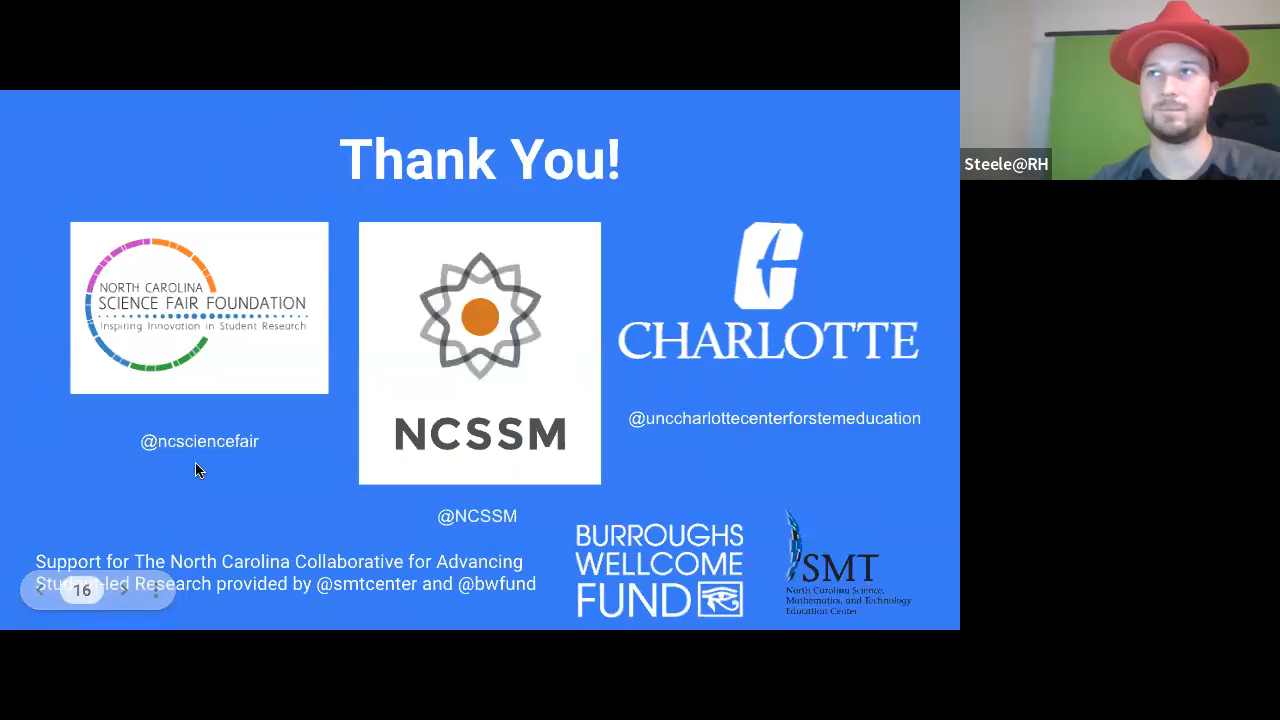 Thank You!
NORTH CAROLINA
SCIENCE FAIR FOUNDATION
Inspiring Innovation in Student Research
@ncsciencefair
NCSSM
@NCSSM
CHARLOTTE
@unccharlottecenterforstemeducation
Support for The North Carolina Collaborative for Advancing
Student-led Research provided by @smtcenter and @bwfund
16
BURROUGHS
WELLCOME
FUND
SMT
North Carolina Science,
Mathematics, and Technology
Education Center
Steele@RH